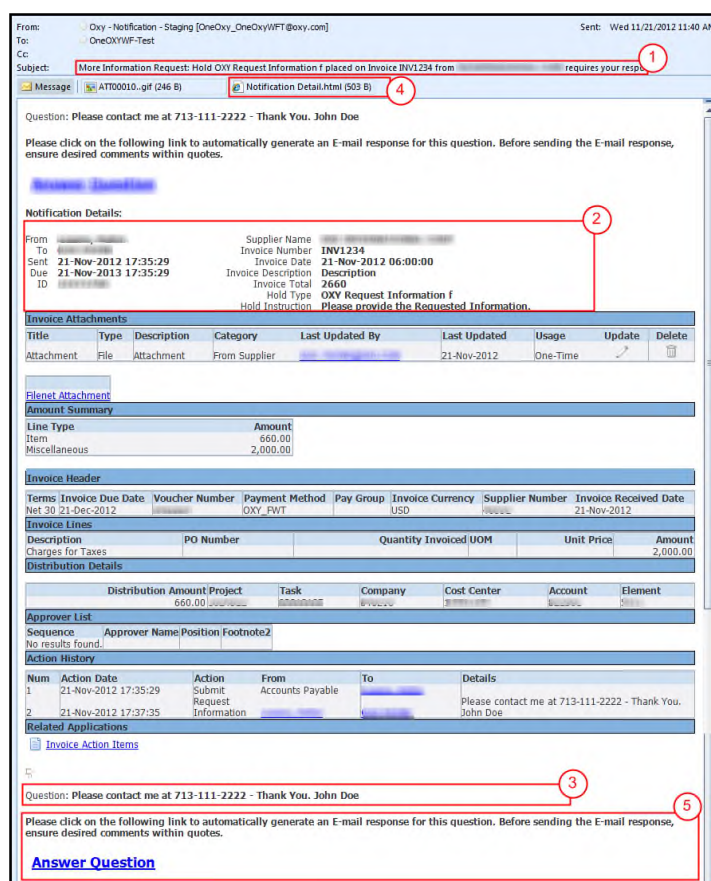 From: Oxy - Notification - Staging [OneOxy_OneOxyWFT@oxy.com] Sent: Wed 11/21/2012 11:40 AM
To: OneOXYWF-Test
Cc:
Subject: More Information Request: Hold OXY Request Information f placed on Invoice INV1234 from requires your
1
Message ATT00010..gif (246 B) Notification Detail.html (503 B)
4
Question: Please contact me at 713-111-2222 - Thank You. John Doe
Please click on the following link to automatically generate an E-mail response for this question. Before sending the E-mail response,
ensure desired comments within quotes.
Answer Question
Notification Details:
2
From Supplier Name
To Invoice Number INV1234
Sent 21-Nov-2012 17:35:29 Invoice Date 21-Nov-2012 06:00:00
Due 21-Nov-2013 17:35:29 Invoice Description Description
ID Invoice Total 2660
Hold Type OXY Request Information f
Hold Instruction Please provide the Requested Information.
Invoice Attachments
Title Type Description Category Last Updated By Last Updated Usage Update Delete
Attachment File Attachment From Supplier 21-Nov-2012 One-Time
Filenet Attachment
Amount Summary
Line Type Amount
Item 660.00
Miscellaneous 2,000.00
Invoice Header
Terms Invoice Due Date Voucher Number Payment Method Pay Group Invoice Currency Supplier Number Invoice Received Date
Net 30 21-Dec-2012 OXY_FWT USD 21-Nov-2012
Invoice Lines
Description PO Number Quantity Invoiced UOM Unit Price Amount
Charges for Taxes 2,000.00
Distribution Details
Distribution Amount Project Task Company Cost Center Account Element
660.00
Approver List
Sequence Approver Name Position Footnote2
No results found.
Action History
Num Action Date Action From To Details
1 21-Nov-2012 17:35:29 Submit Accounts Payable
Request Please contact me at 713-111-2222 - Thank You.
2 21-Nov-2012 17:37:35 Information John Doe
Related Applications
Invoice Action Items
3
Question: Please contact me at 713-111-2222 - Thank You. John Doe
5
Please click on the following link to automatically generate an E-mail response for this question. Before sending the E-mail response,
ensure desired comments within quotes.
Answer Question